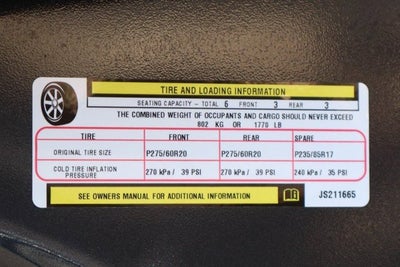 TIRE AND LOADING INFORMATION
SEATING CAPACITY - TOTAL 6 FRONT 3 REAR 3
THE COMBINED WEIGHT OF OCCUPANTS AND CARGO SHOULD NEVER EXCEED
802 KG OR 1770 LB
TIRE FRONT REAR SPARE
ORIGINAL TIRE SIZE P275/60R20 P275/60R20 P235/85R17
COLD TIRE INFLATION
PRESSURE 270 kPa / 39 PSI 270 kPa / 39 PSI 240 kPa / 35 PSI
SEE OWNERS MANUAL FOR ADDITIONAL INFORMATION JS211665